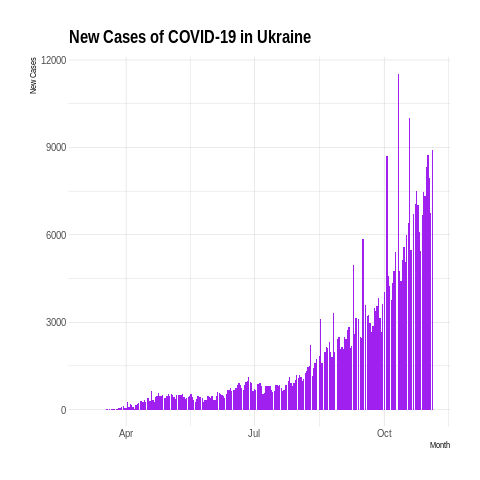 New Cases of COVID-19 in Ukraine
New Cases
12000
9000
6000
3000
0
Apr
Jul
Oct
Month